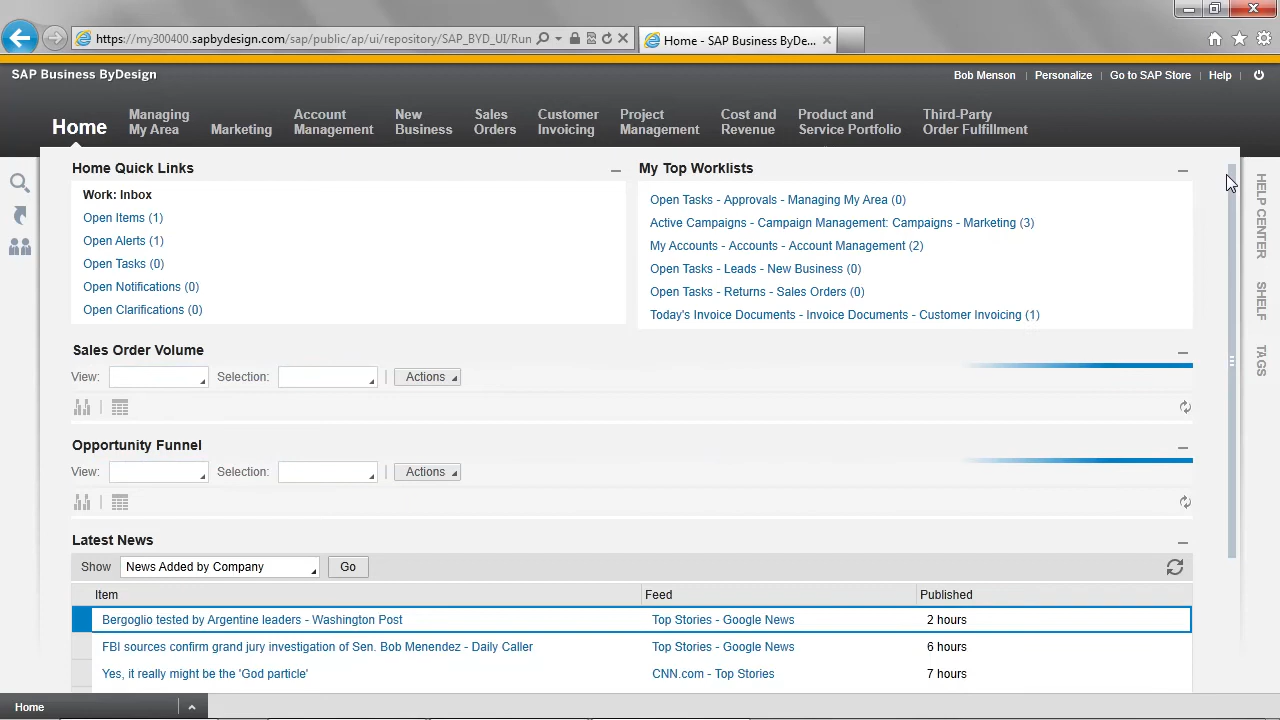 https://my300400.sapbydesign.com/sap/public/ap/ui/repository/SAP_BYD_UI/Run
Home - SAP Business ByDe...
SAP Business ByDesign
Bob Menson
Personalize
Go to SAP Store
Help
Home
Managing
My Area
Marketing
Account
Management
New
Business
Sales
Orders
Customer
Invoicing
Project
Management
Cost and
Revenue
Product and
Service Portfolio
Third-Party
Order Fulfillment
Home Quick Links
Work: Inbox
Open Items (1)
Open Alerts (1)
Open Tasks (0)
Open Notifications (0)
Open Clarifications (0)
My Top Worklists
Open Tasks - Approvals - Managing My Area (0)
Active Campaigns - Campaign Management: Campaigns - Marketing (3)
My Accounts - Accounts - Account Management (2)
Open Tasks - Leads - New Business (0)
Open Tasks - Returns - Sales Orders (0)
Today's Invoice Documents - Invoice Documents - Customer Invoicing (1)
HELP CENTER
SHELF
TAGS
Sales Order Volume
View: Selection: Actions
Opportunity Funnel
View: Selection: Actions
Latest News
Show News Added by Company Go
Item Feed Published
Bergoglio tested by Argentine leaders - Washington Post Top Stories - Google News 2 hours
FBI sources confirm grand jury investigation of Sen. Bob Menendez - Daily Caller Top Stories - Google News 6 hours
Yes, it really might be the 'God particle' CNN.com - Top Stories 7 hours
Home